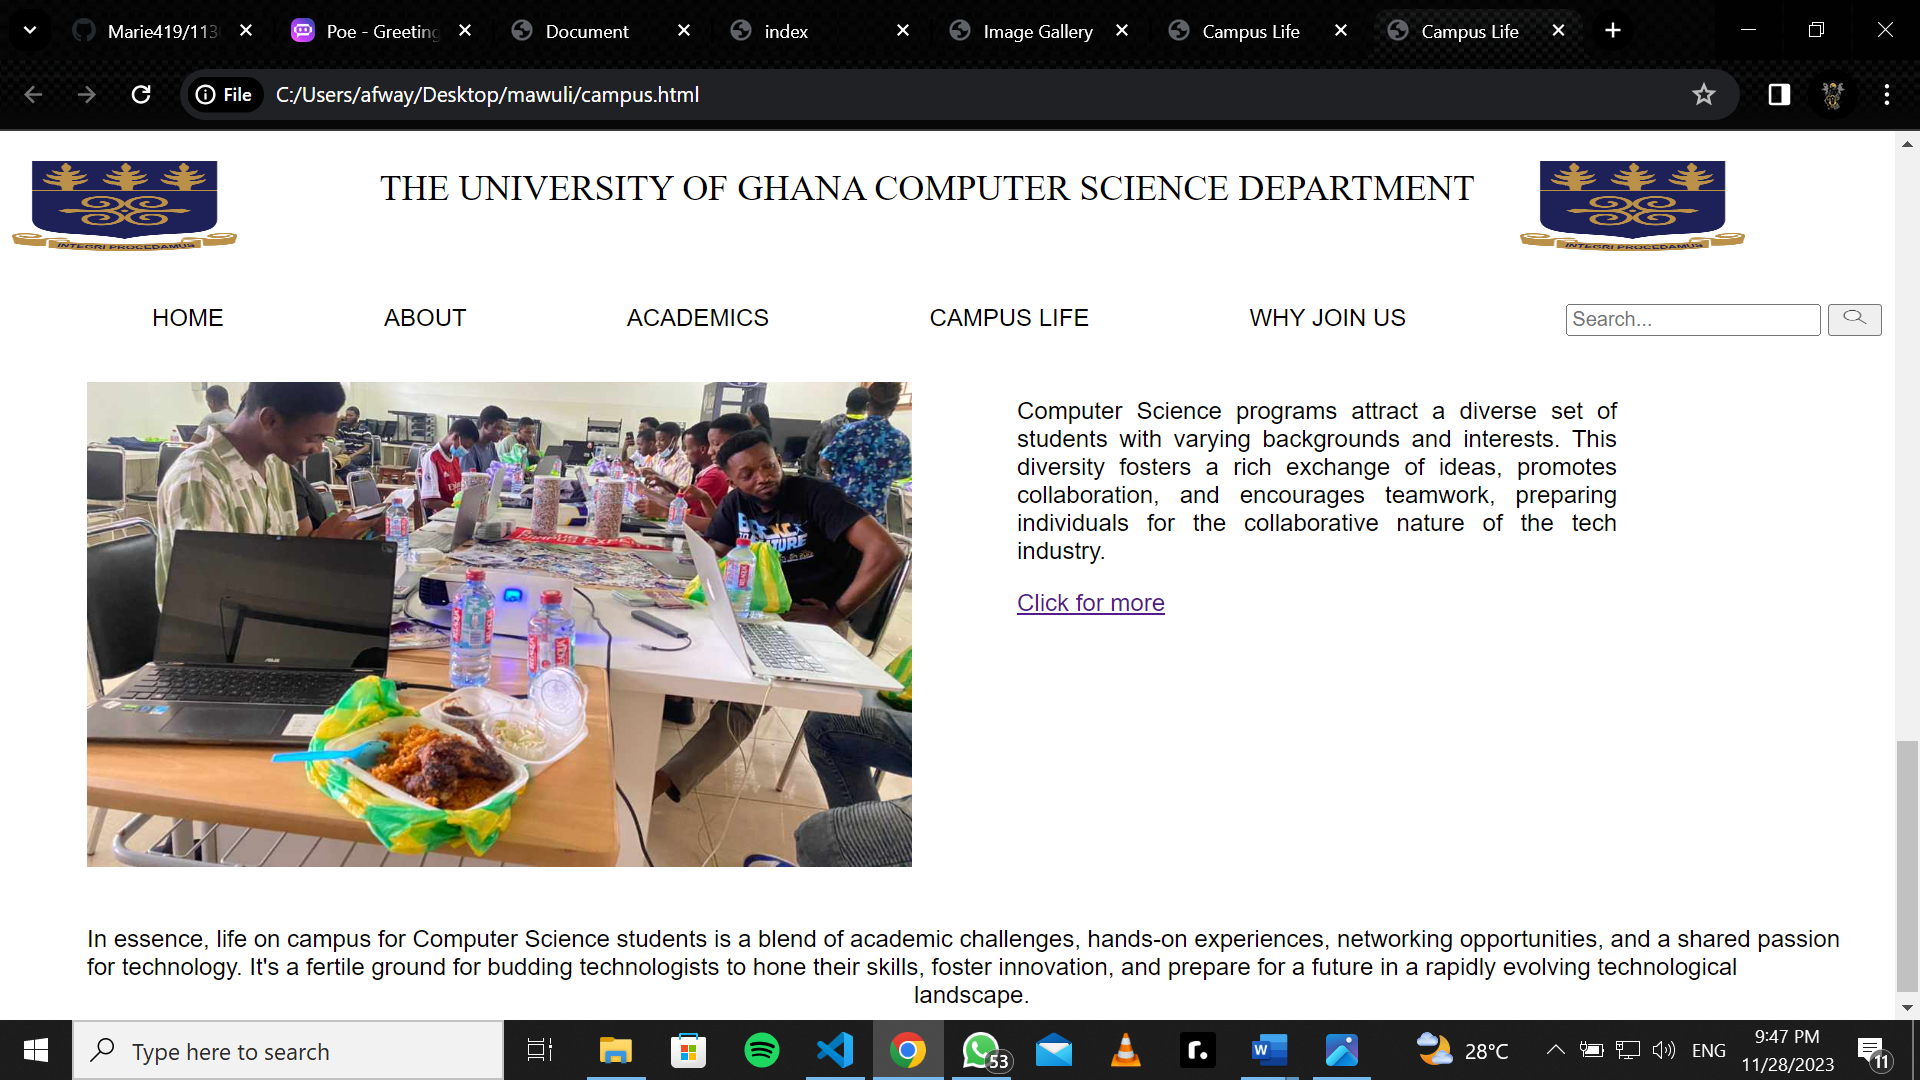 Marie419/113
Poe - Greeting
Document
index
Image Gallery
Campus Life
Campus Life
File
C:/Users/afway/Desktop/mawuli/campus.html
INTEGRI PROCEDAMUS
THE UNIVERSITY OF GHANA COMPUTER SCIENCE DEPARTMENT
INTEGRI PROCEDAMUS
HOME
ABOUT
ACADEMICS
CAMPUS LIFE
WHY JOIN US
Search...
Computer Science programs attract a diverse set of
students with varying backgrounds and interests. This
diversity fosters a rich exchange of ideas, promotes
collaboration, and encourages teamwork, preparing
individuals for the collaborative nature of the tech
industry.
Click for more
In essence, life on campus for Computer Science students is a blend of academic challenges, hands-on experiences, networking opportunities, and a shared passion
for technology. It's a fertile ground for budding technologists to hone their skills, foster innovation, and prepare for a future in a rapidly evolving technological
landscape.
Type here to search
53
28°C
ENG
9:47 PM
11/28/2023
11